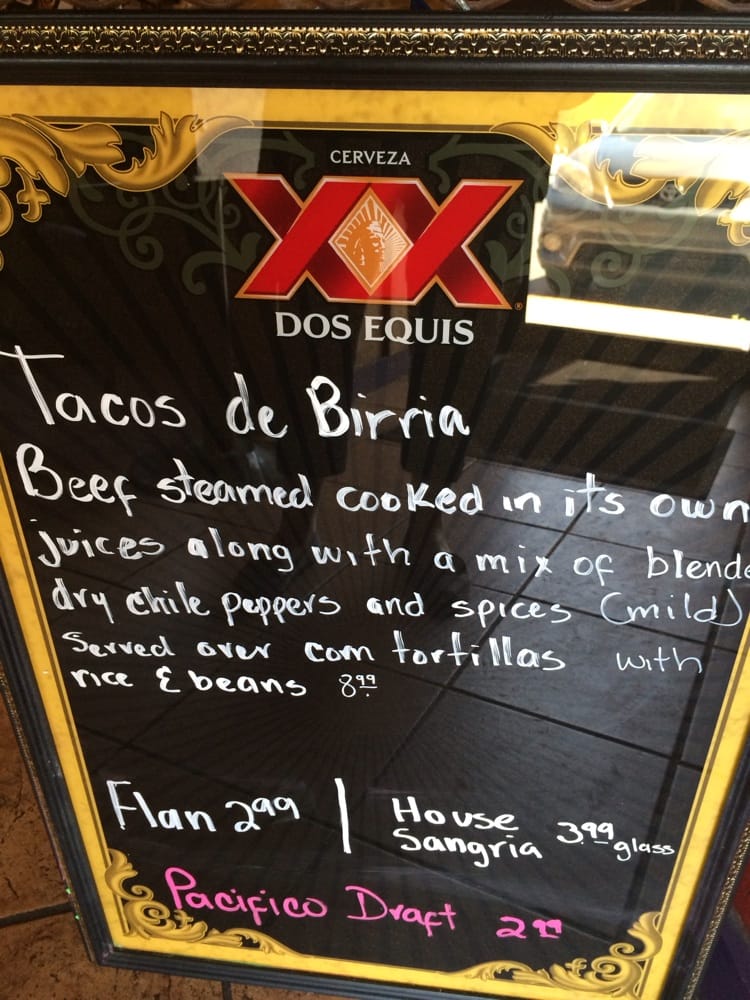 CERVEZA
XX
DOS EQUIS
Tacos de Birria
Beef steamed cooked in its own
juices along with a mix of blende
dry chile peppers and spices (mild)
Served over corn tortillas with
rice & beans 8.99
Flan 2.99 | House Sangria 3.99 glass
Pacifico Draft 2.99